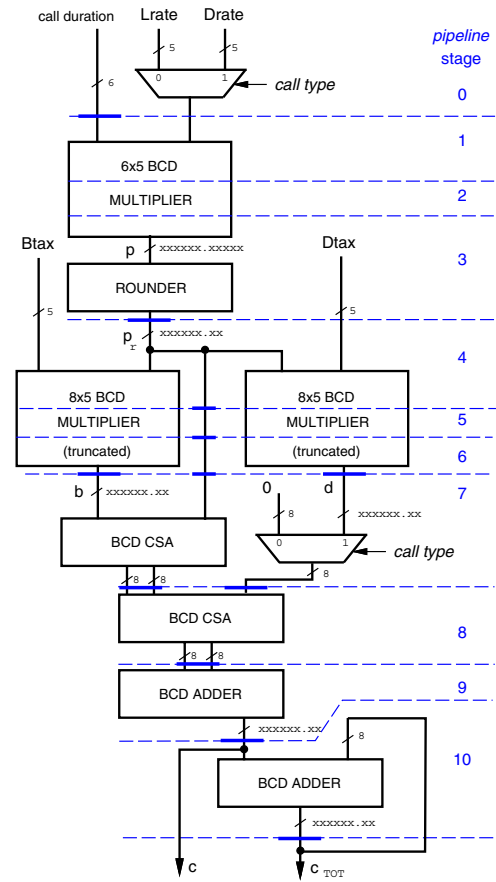 call duration
Lrate
Drate
pipeline
stage
5
5
0
1
6
call type
0
1
6x5 BCD
MULTIPLIER
2
Btax
p
xxxxxx.xxxxx
Dtax
3
ROUNDER
5
5
p r
xxxxxx.xx
4
8x5 BCD
8x5 BCD
MULTIPLIER
MULTIPLIER
5
(truncated)
(truncated)
6
b
xxxxxx.xx
0
d
7
8
xxxxxx.xx
BCD CSA
0
1
call type
8
8
8
BCD CSA
8
8
8
BCD ADDER
9
xxxxxx.xx
8
10
BCD ADDER
xxxxxx.xx
c
c TOT